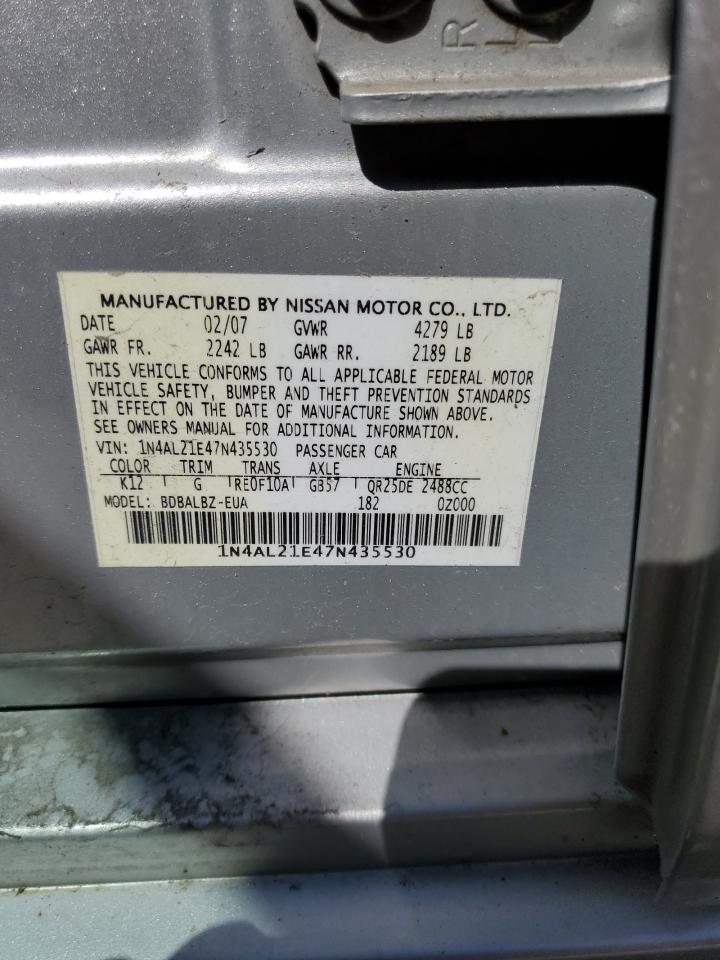 R
L
MANUFACTURED BY NISSAN MOTOR CO., LTD.
DATE 02/07 GVWR 4279 LB
GAWR FR. 2242 LB GAWR RR. 2189 LB
THIS VEHICLE CONFORMS TO ALL APPLICABLE FEDERAL MOTOR
VEHICLE SAFETY, BUMPER AND THEFT PREVENTION STANDARDS
IN EFFECT ON THE DATE OF MANUFACTURE SHOWN ABOVE.
SEE OWNERS MANUAL FOR ADDITIONAL INFORMATION.
VIN: 1N4AL21E47N435530 PASSENGER CAR
COLOR TRIM TRANS AXLE ENGINE
K12 G RE0F10A GB57 QR25DE 2488CC
MODEL: BDBALBZ-EUA 182 0Z000
1N4AL21E47N435530